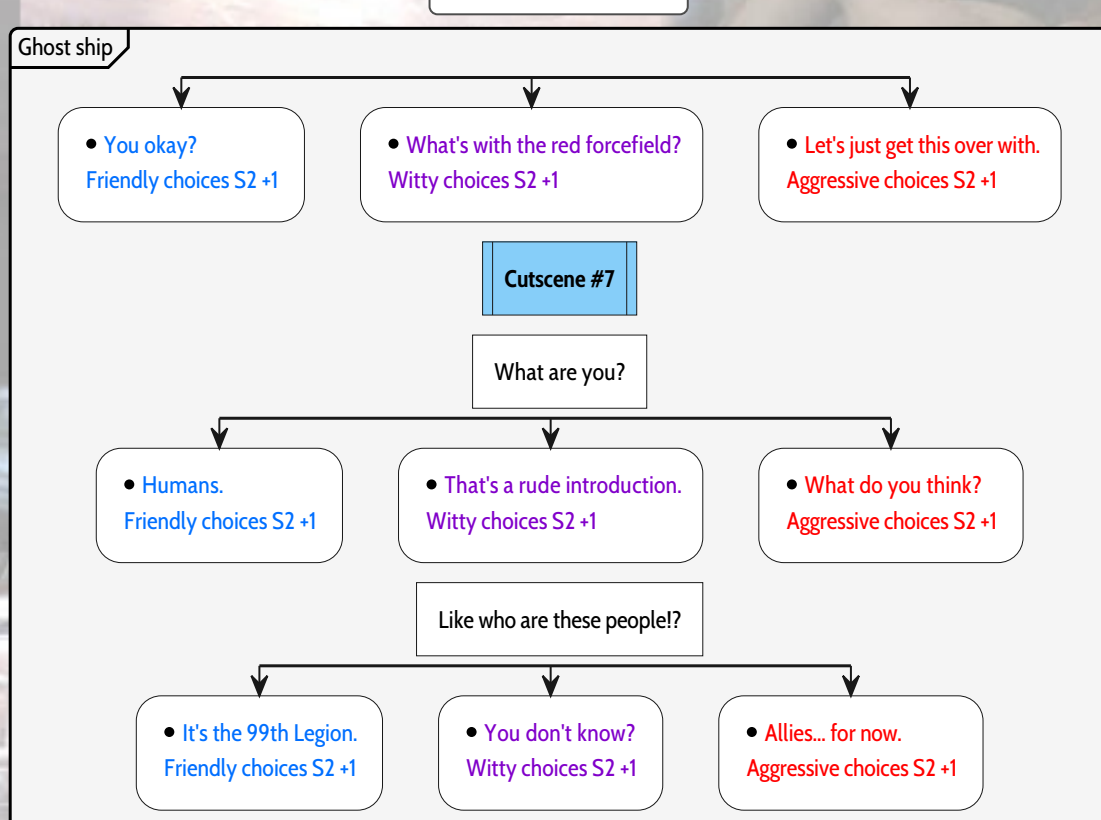 Ghost ship
• You okay?
Friendly choices S2 +1
• What's with the red forcefield?
Witty choices S2 +1
• Let's just get this over with.
Aggressive choices S2 +1
Cutscene #7
What are you?
• Humans.
Friendly choices S2 +1
• That's a rude introduction.
Witty choices S2 +1
• What do you think?
Aggressive choices S2 +1
Like who are these people!?
• It's the 99th Legion.
Friendly choices S2 +1
• You don't know?
Witty choices S2 +1
• Allies... for now.
Aggressive choices S2 +1